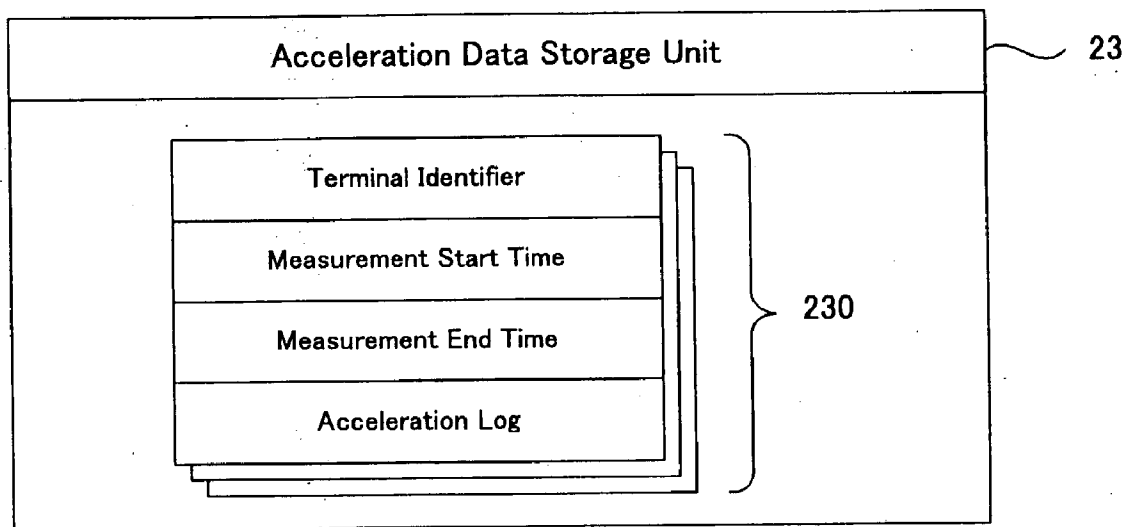 Acceleration Data Storage Unit
23
Terminal Identifier
Measurement Start Time
Measurement End Time
Acceleration Log
230